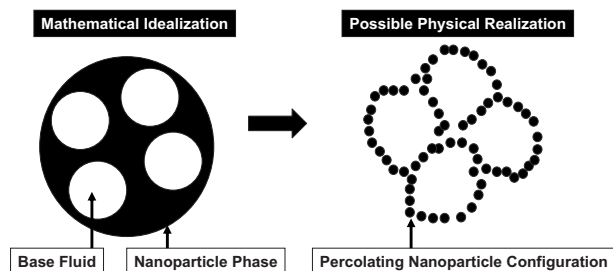 Mathematical Idealization
Possible Physical Realization
Base Fluid
Nanoparticle Phase
Percolating Nanoparticle Configuration